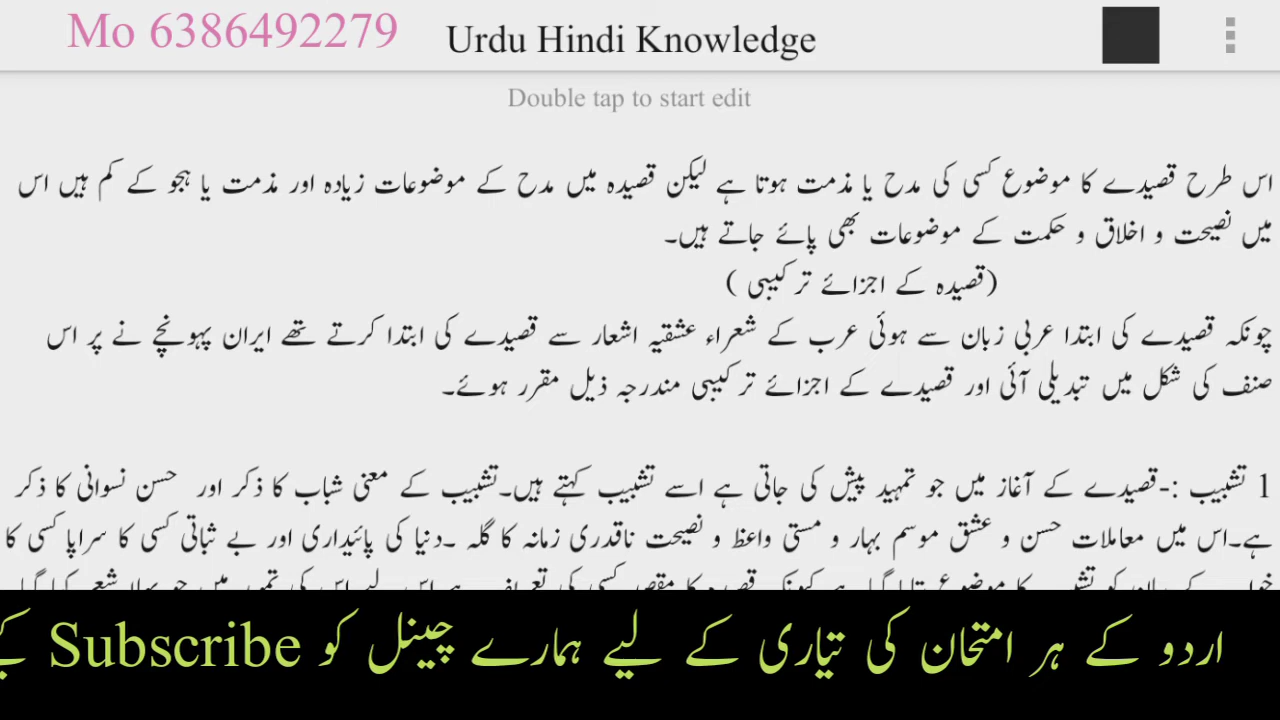 Mo 6386492279
Urdu Hindi Knowledge
Double tap to start edit
اس طرح قصیدے کا موضوع کسی کی مدح یا مذمت ہوتا ہے لیکن قصیدہ میں مدح کے موضوعات زیادہ اور مذمت یا ہجو کے کم ہیں اس
میں نصیحت و اخلاق و حکمت کے موضوعات بھی پائے جاتے ہیں۔
(قصیدہ کے اجزائے ترکیبی )
چونکہ قصیدے کی ابتدا عربی زبان سے ہوئی عرب کے شعراء عشقیہ اشعار سے قصیدے کی ابتدا کرتے تھے ایران پہونچے نے پر اس
صنف کی شکل میں تبدیلی آئی اور قصیدے کے اجزائے ترکیبی مندرجہ ذیل مقرر ہوئے۔
1 تشبیب :-قصیدے کے آغاز میں جو تمہید پیش کی جاتی ہے اسے تشبیب کہتے ہیں۔تشبیب کے معنی شباب کا ذکر اور حسن نسوانی کا ذکر
ہے۔اس میں معاملات حسن و عشق موسم بہار و مستی واعظ و نصیحت ناقدری زمانہ کا گلہ ۔دنیا کی پائیداری اور بے ثباتی کسی کا سراپا کسی کا
اردو کے ہر امتحان کی تیاری کے لیے ہمارے چینل کو Subscribe